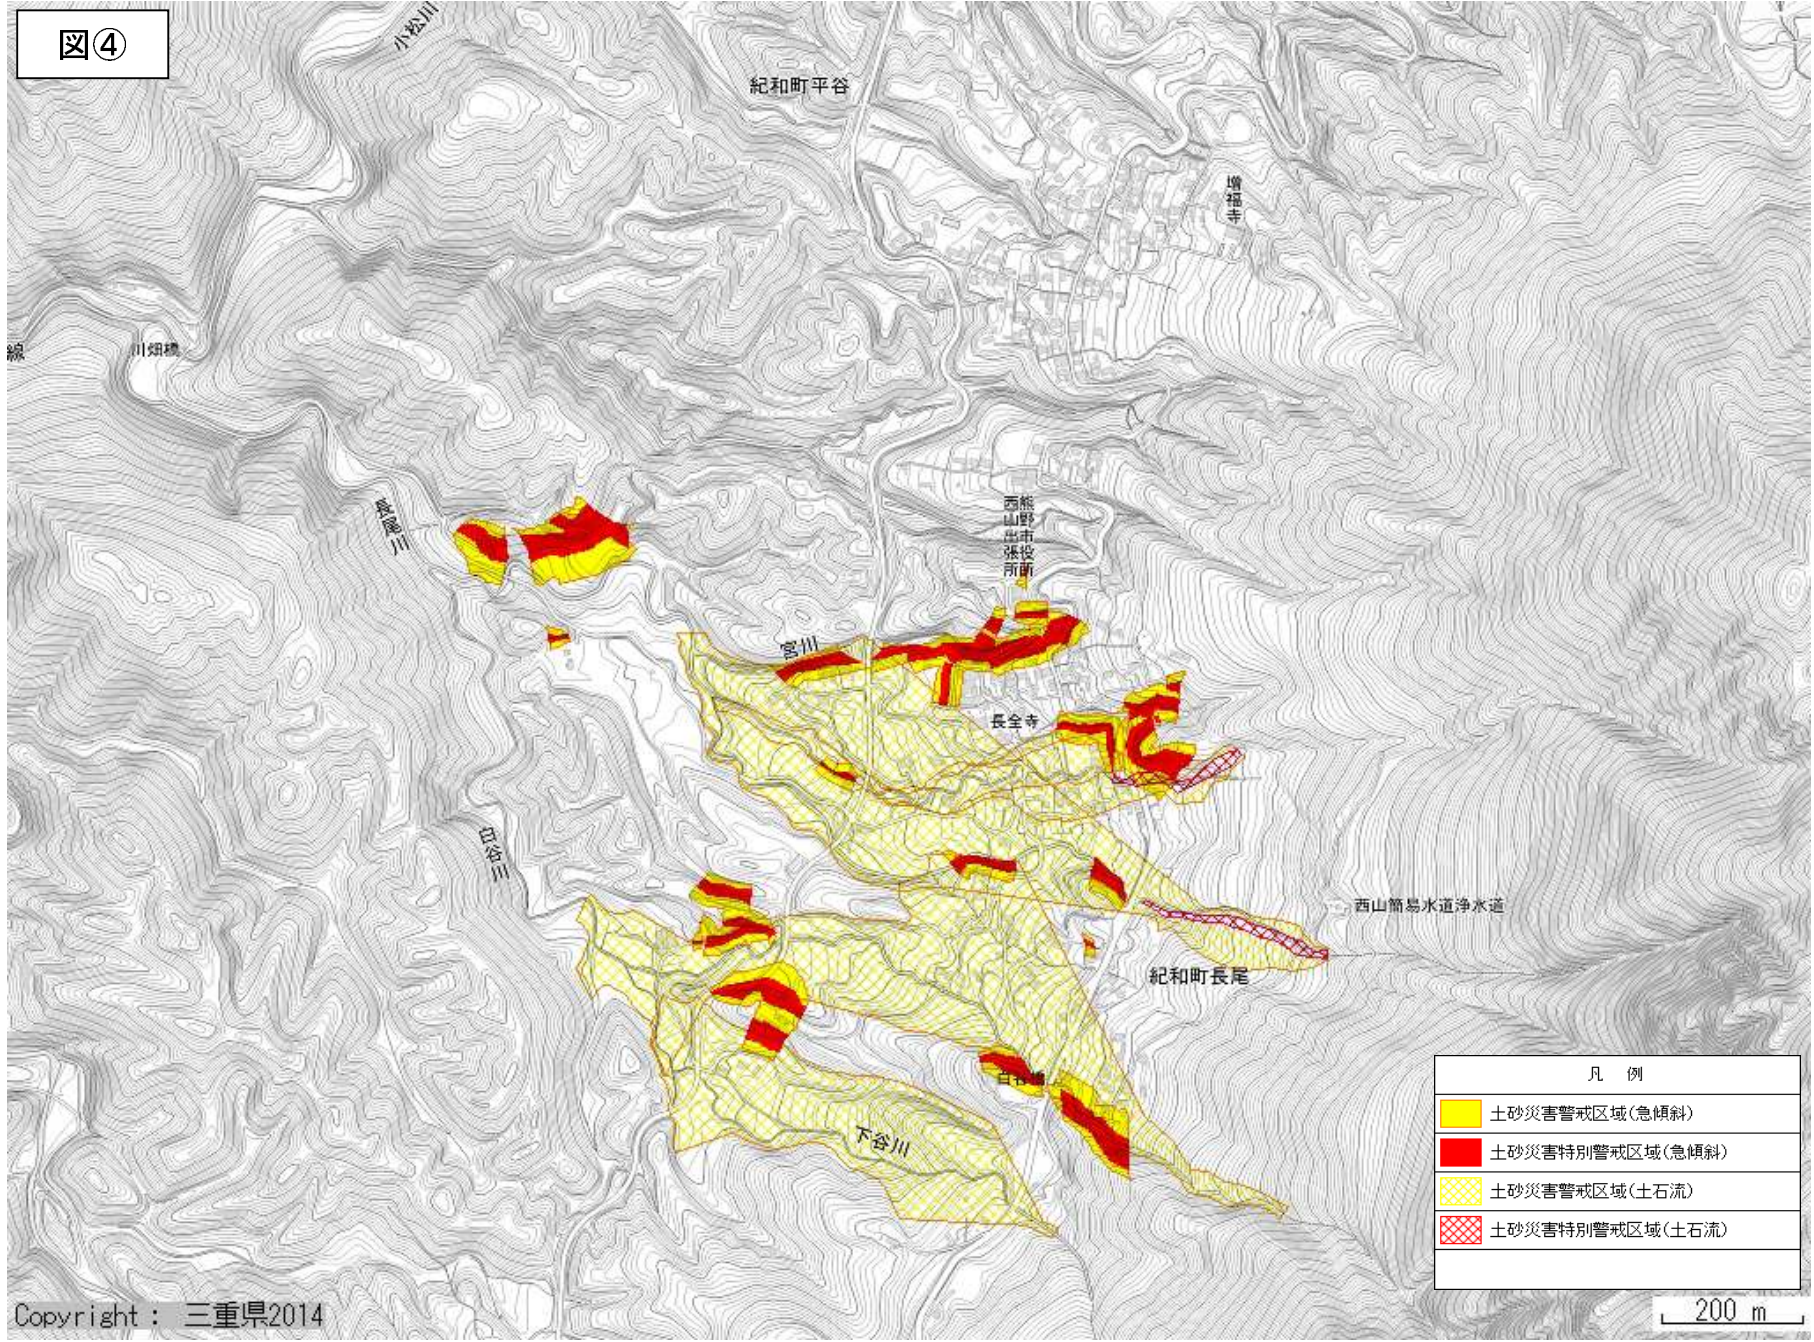 図④
小松川
紀和町平谷
増福寺
線
川畑橋
長尾川
熊野市役所
西山出張所
宮川
長全寺
白谷川
西山簡易水道浄水道
紀和町長尾
白谷橋
下谷川
凡 例
土砂災害警戒区域(急傾斜)
土砂災害特別警戒区域(急傾斜)
土砂災害警戒区域(土石流)
土砂災害特別警戒区域(土石流)
Copyright : 三重県2014
200 m